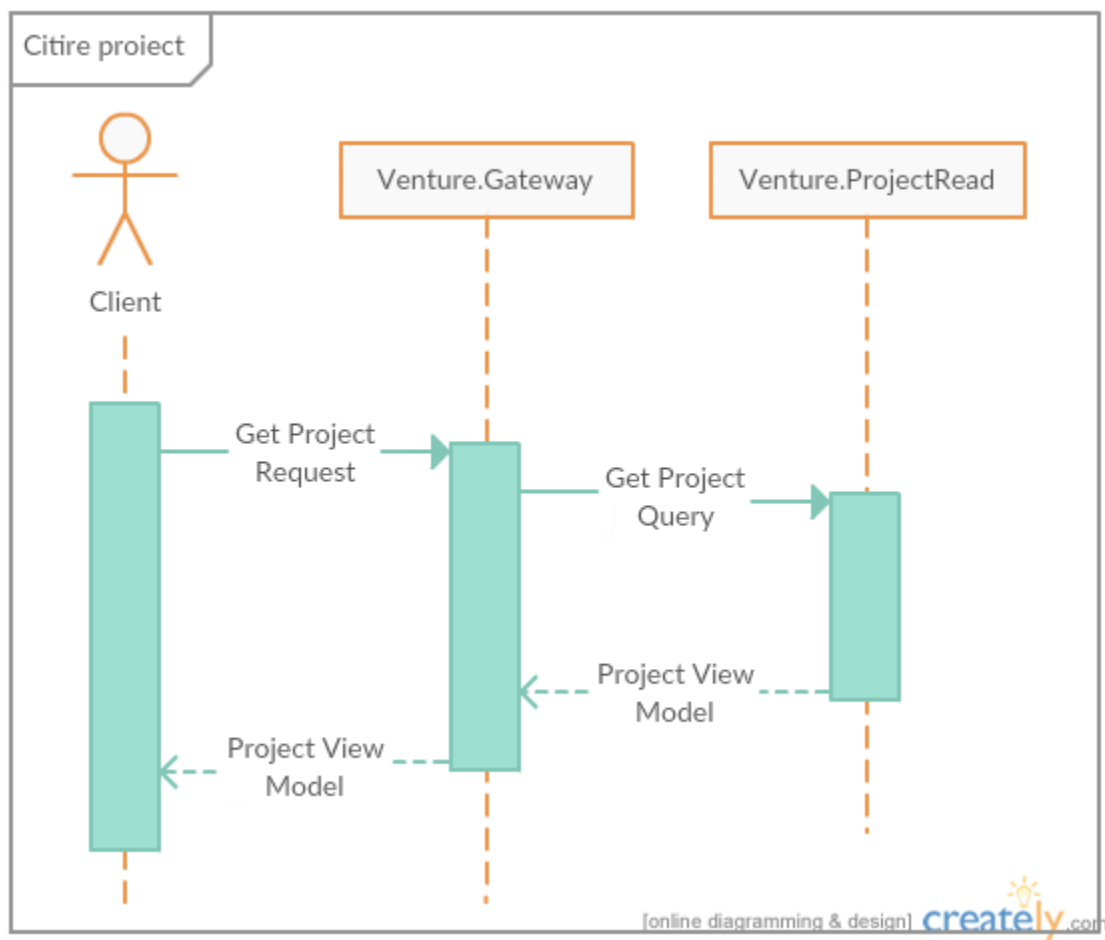 Citire proiect
Venture.Gateway
Venture.ProjectRead
Client
Get Project
Request
Get Project
Query
Project View
Model
Project View
Model
[online diagramming & design] creately.com